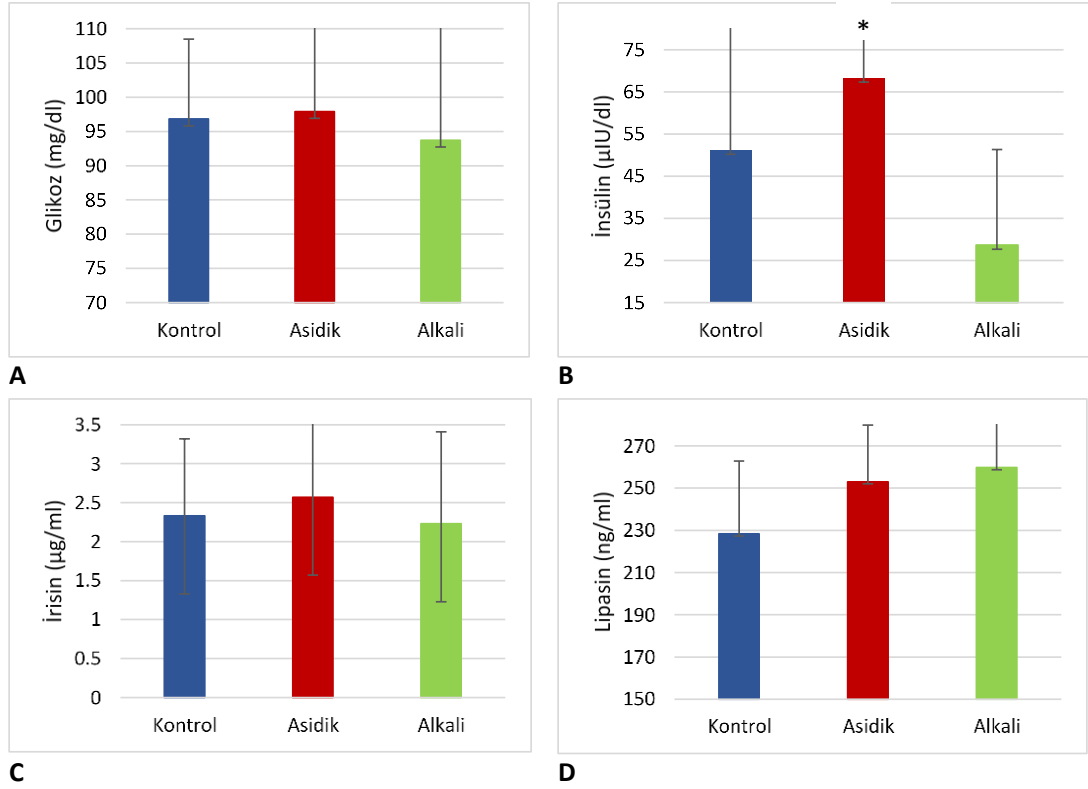 Glikoz (mg/dl)
110
105
100
95
90
85
80
75
70
Kontrol Asidik Alkali
A
İnsülin (µIU/dl)
*
75
65
55
45
35
25
15
Kontrol Asidik Alkali
B
İrisin (µg/ml)
3.5
3
2.5
2
1.5
1
0.5
0
Kontrol Asidik Alkali
C
Lipasin (ng/ml)
270
250
230
210
190
170
150
Kontrol Asidik Alkali
D